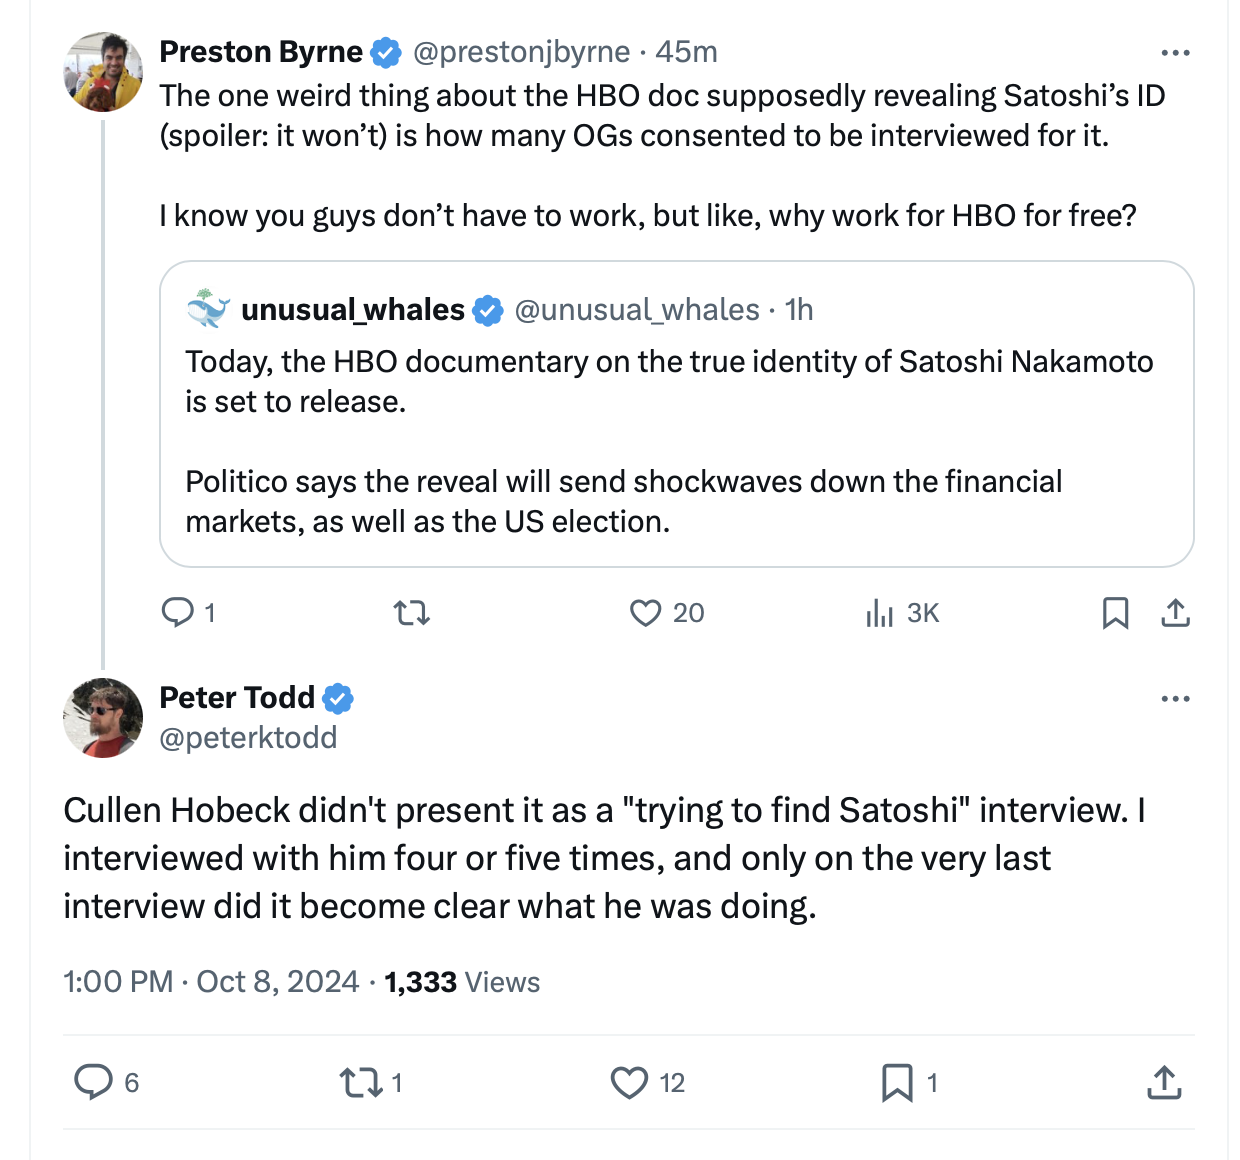 Preston Byrne @prestonjbyrne · 45m
The one weird thing about the HBO doc supposedly revealing Satoshi’s ID
(spoiler: it won’t) is how many OGs consented to be interviewed for it.
I know you guys don’t have to work, but like, why work for HBO for free?
unusual_whales @unusual_whales · 1h
Today, the HBO documentary on the true identity of Satoshi Nakamoto
is set to release.
Politico says the reveal will send shockwaves down the financial
markets, as well as the US election.
1 20 3K
Peter Todd
@peterktodd
Cullen Hobeck didn't present it as a "trying to find Satoshi" interview. I
interviewed with him four or five times, and only on the very last
interview did it become clear what he was doing.
1:00 PM · Oct 8, 2024 · 1,333 Views
6 1 12 1